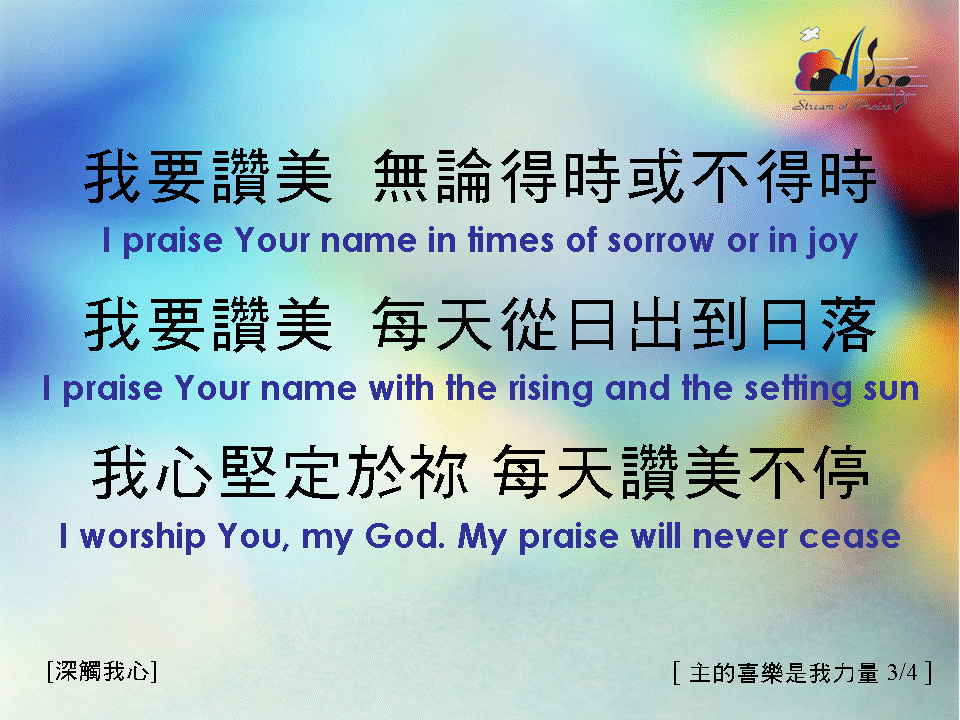 Sop
Stream of Praise
我要讚美 無論得時或不得時
I praise Your name in times of sorrow or in joy
我要讚美 每天從日出到日落
I praise Your name with the rising and the setting sun
我心堅定於祢 每天讚美不停
I worship You, my God. My praise will never cease
[深觸我心]
[ 主的喜樂是我力量 3/4 ]